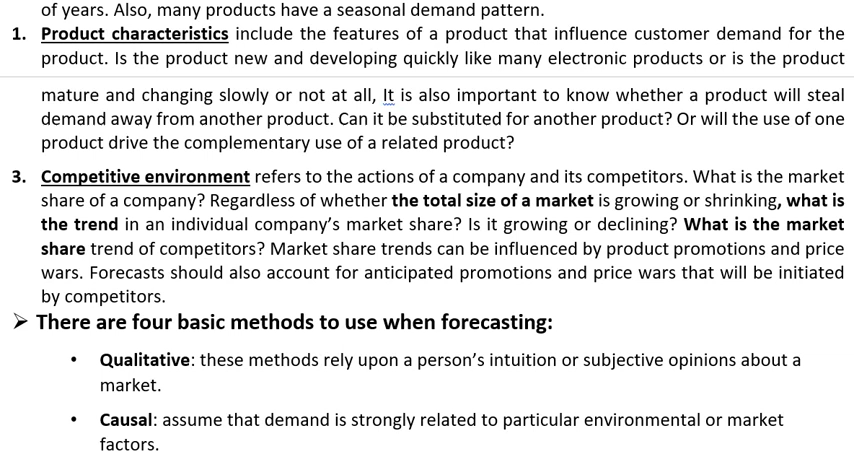 of years. Also, many products have a seasonal demand pattern.
1. Product characteristics include the features of a product that influence customer demand for the
product. Is the product new and developing quickly like many electronic products or is the product
mature and changing slowly or not at all, It is also important to know whether a product will steal
demand away from another product. Can it be substituted for another product? Or will the use of one
product drive the complementary use of a related product?
3. Competitive environment refers to the actions of a company and its competitors. What is the market
share of a company? Regardless of whether the total size of a market is growing or shrinking, what is
the trend in an individual company’s market share? Is it growing or declining? What is the market
share trend of competitors? Market share trends can be influenced by product promotions and price
wars. Forecasts should also account for anticipated promotions and price wars that will be initiated
by competitors.
➢ There are four basic methods to use when forecasting:
• Qualitative: these methods rely upon a person’s intuition or subjective opinions about a
market.
• Causal: assume that demand is strongly related to particular environmental or market
factors.